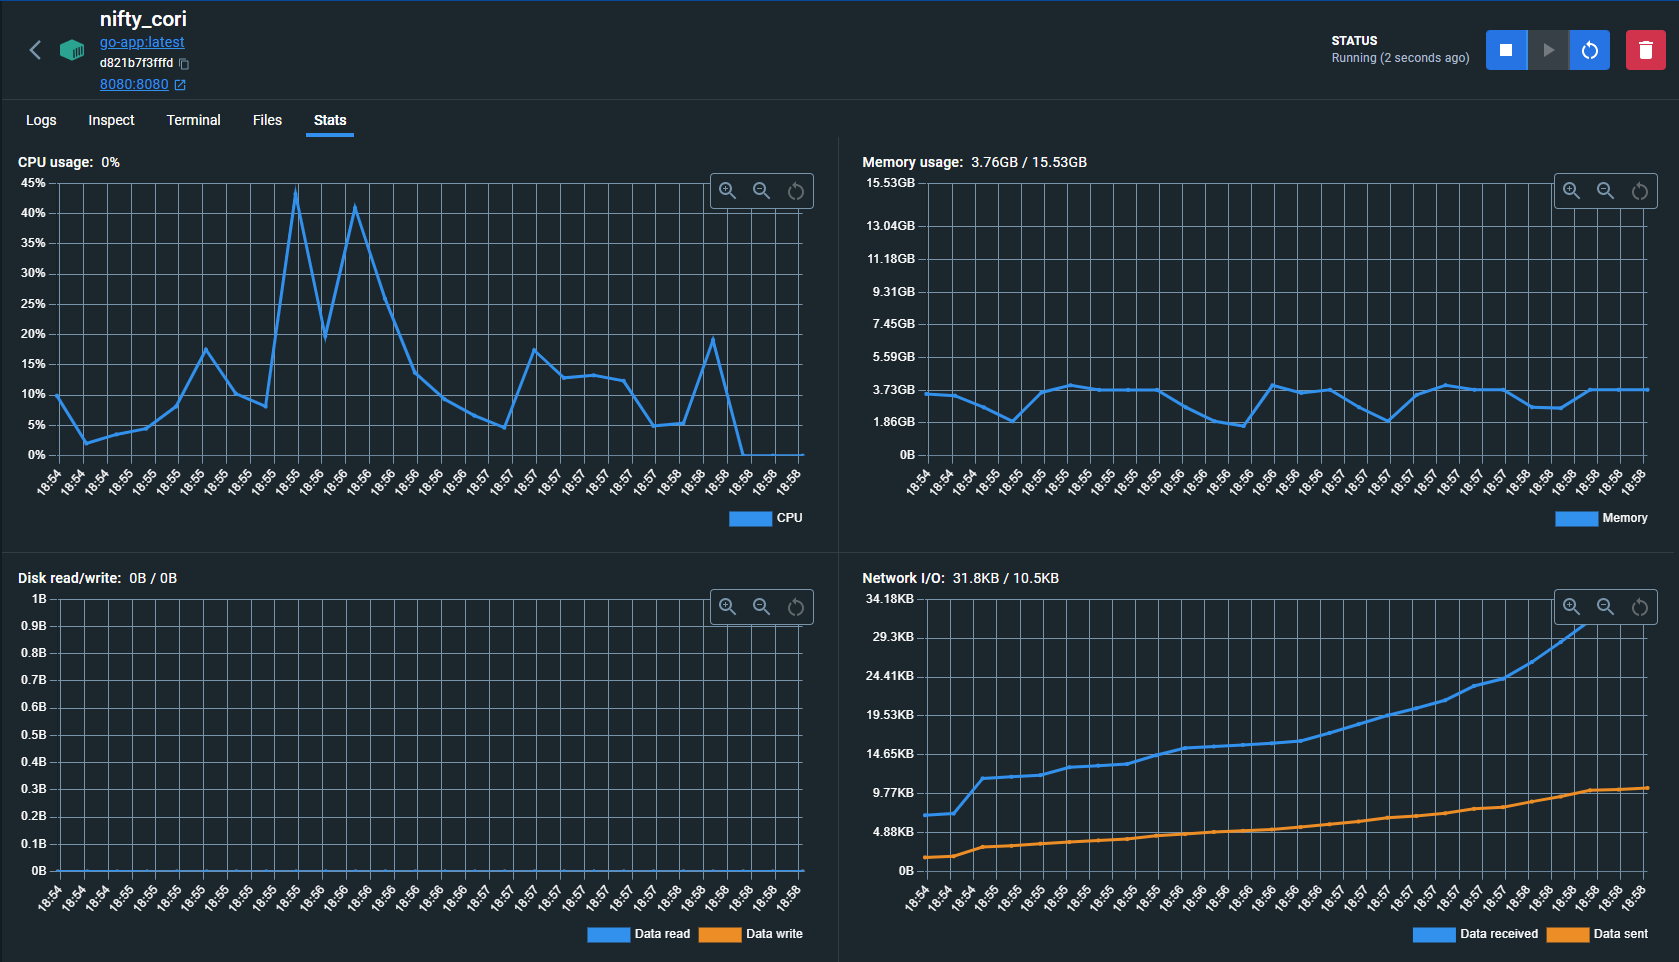 nifty_cori
go-app:latest
d821b7f3fffd
8080:8080
STATUS
Running (2 seconds ago)
Logs Inspect Terminal Files Stats
CPU usage: 0%
45%
40%
35%
30%
25%
20%
15%
10%
5%
0%
18:54 18:54 18:54 18:55 18:55 18:55 18:55 18:55 18:55 18:55 18:55 18:56 18:56 18:56 18:56 18:56 18:56 18:56 18:57 18:57 18:57 18:57 18:57 18:57 18:57 18:57 18:58 18:58 18:58 18:58 18:58 18:58
CPU
Memory usage: 3.76GB / 15.53GB
15.53GB
13.04GB
11.18GB
9.31GB
7.45GB
5.59GB
3.73GB
1.86GB
0B
18:54 18:54 18:54 18:55 18:55 18:55 18:55 18:55 18:55 18:55 18:55 18:56 18:56 18:56 18:56 18:56 18:56 18:56 18:57 18:57 18:57 18:57 18:57 18:57 18:57 18:57 18:58 18:58 18:58 18:58 18:58 18:58
Memory
Disk read/write: 0B / 0B
1B
0.9B
0.8B
0.7B
0.6B
0.5B
0.4B
0.3B
0.2B
0.1B
0B
18:54 18:54 18:54 18:55 18:55 18:55 18:55 18:55 18:55 18:55 18:55 18:56 18:56 18:56 18:56 18:56 18:56 18:56 18:57 18:57 18:57 18:57 18:57 18:57 18:57 18:57 18:58 18:58 18:58 18:58 18:58 18:58
Data read Data write
Network I/O: 31.8KB / 10.5KB
34.18KB
29.3KB
24.41KB
19.53KB
14.65KB
9.77KB
4.88KB
0B
18:54 18:54 18:54 18:55 18:55 18:55 18:55 18:55 18:55 18:55 18:55 18:56 18:56 18:56 18:56 18:56 18:56 18:56 18:57 18:57 18:57 18:57 18:57 18:57 18:57 18:57 18:58 18:58 18:58 18:58 18:58 18:58
Data received Data sent